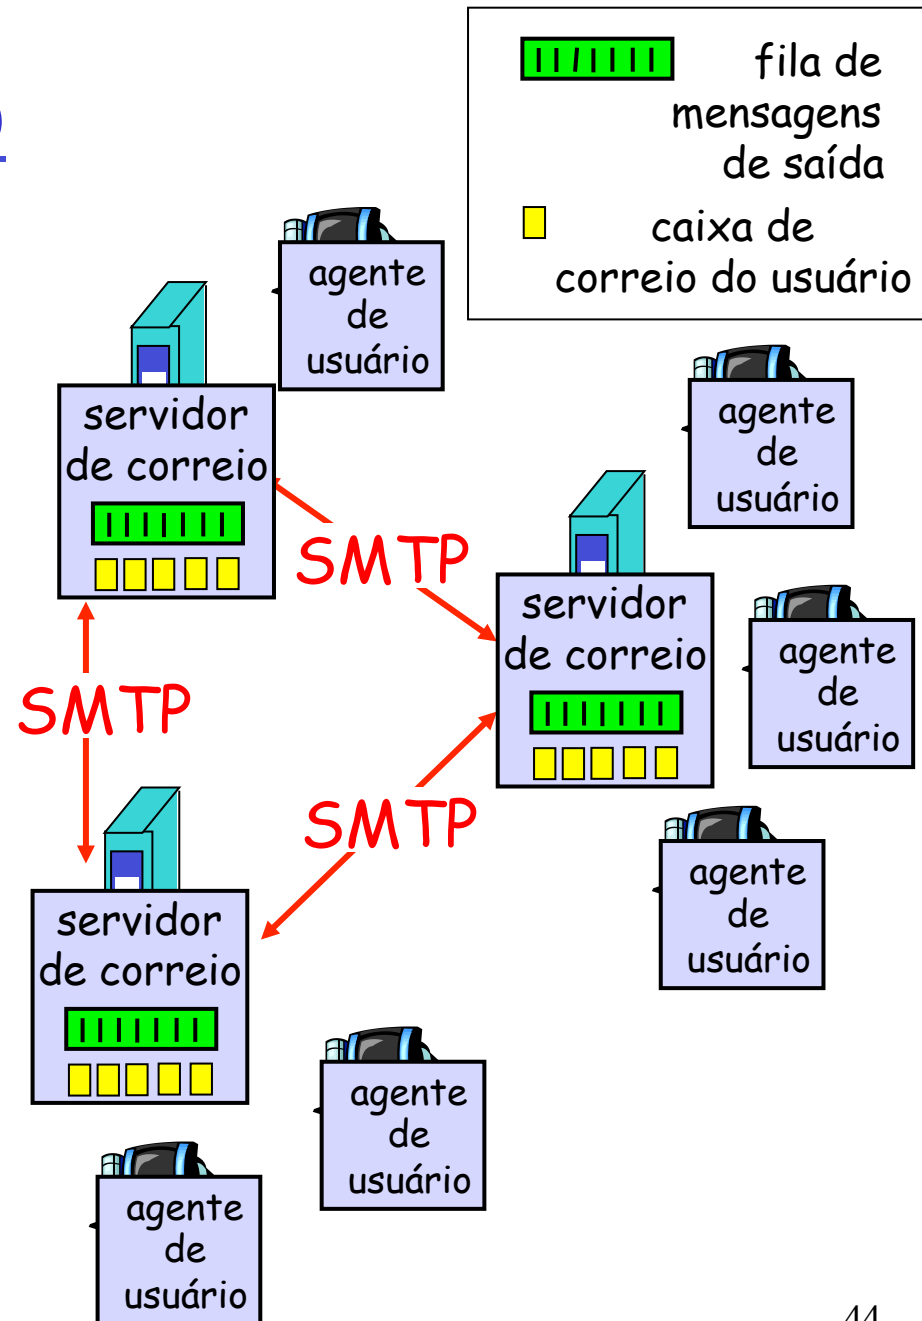 fila de
mensagens
de saída
caixa de
correio do usuário
agente
de
usuário
servidor
de correio
agente
de
usuário
SMTP
servidor
de correio
agente
de
usuário
SMTP
SMTP
agente
de
usuário
servidor
de correio
agente
de
usuário
agente
de
usuário
44